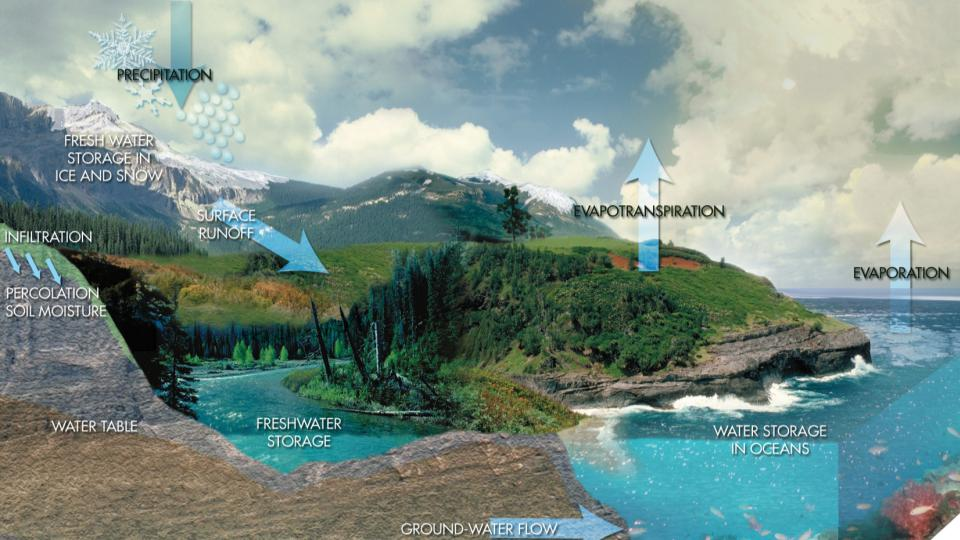 PRECIPITATION
FRESH WATER
STORAGE IN
ICE AND SNOW
SURFACE
RUNOFF
EVAPOTRANSPIRATION
INFILTRATION
EVAPORATION
PERCOLATION
SOIL MOISTURE
WATER TABLE
FRESHWATER
STORAGE
WATER STORAGE
IN OCEANS
GROUND-WATER FLOW